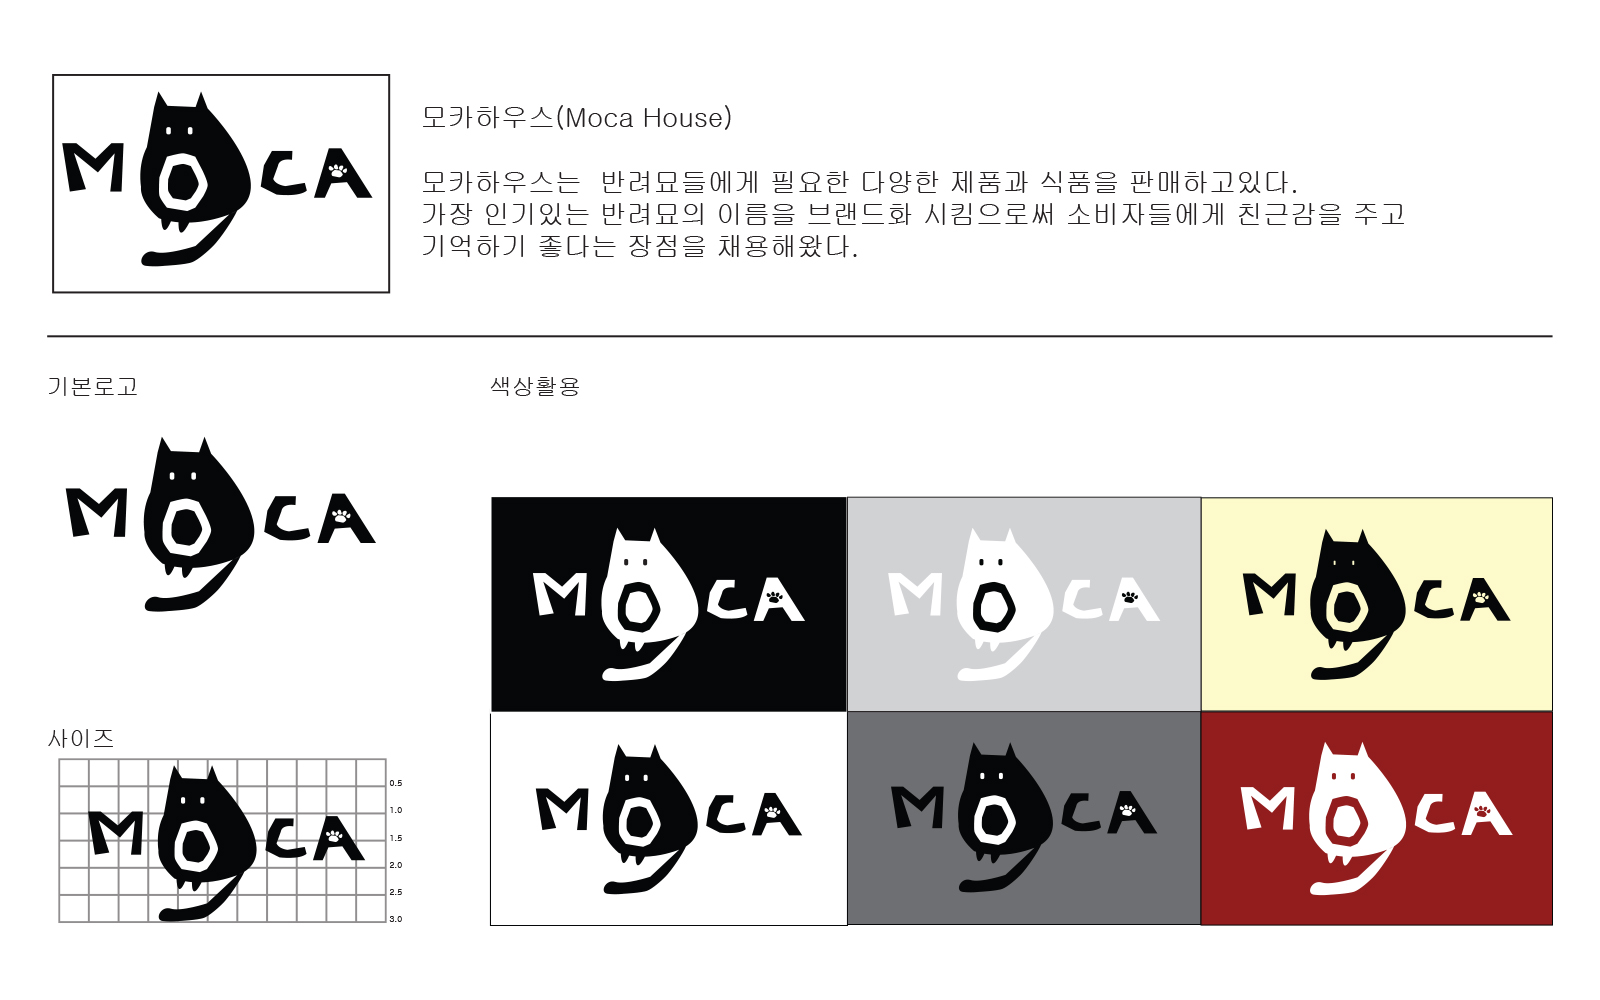 MOCA
모카하우스(Moca House)
모카하우스는 반려묘들에게 필요한 다양한 제품과 식품을 판매하고있다.
가장 인기있는 반려묘의 이름을 브랜드화 시킴으로써 소비자들에게 친근감을 주고
기억하기 좋다는 장점을 채용해왔다.
기본로고
MOCA
색상활용
MOCA
MOCA
MOCA
MOCA
MOCA
MOCA
사이즈
MOCA
0.5
1.0
1.5
2.0
2.5
3.0